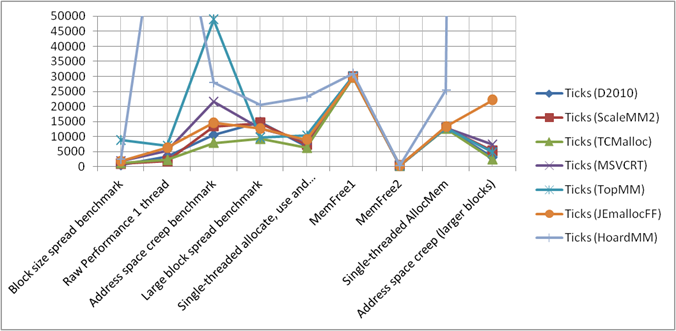 50000
45000
40000
35000
30000
25000
20000
15000
10000
5000
0
Block size spread benchmark
Raw Performance 1 thread
Address space creep benchmark
Large block spread benchmark
Single-threaded allocate, use and...
MemFree1
MemFree2
Single-threaded AllocMem
Address space creep (larger blocks)
Ticks (D2010)
Ticks (ScaleMM2)
Ticks (TCMalloc)
Ticks (MSVCRT)
Ticks (TopMM)
Ticks (JEmallocFF)
Ticks (HoardMM)